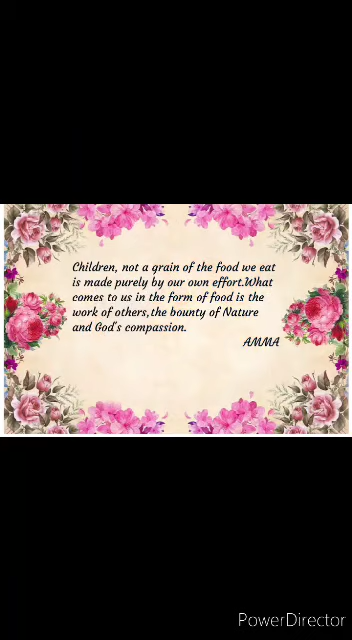 Children, not a grain of the food we eat
is made purely by our own effort.What
comes to us in the form of food is the
work of others,the bounty of Nature
and God's compassion.
AMMA
PowerDirector